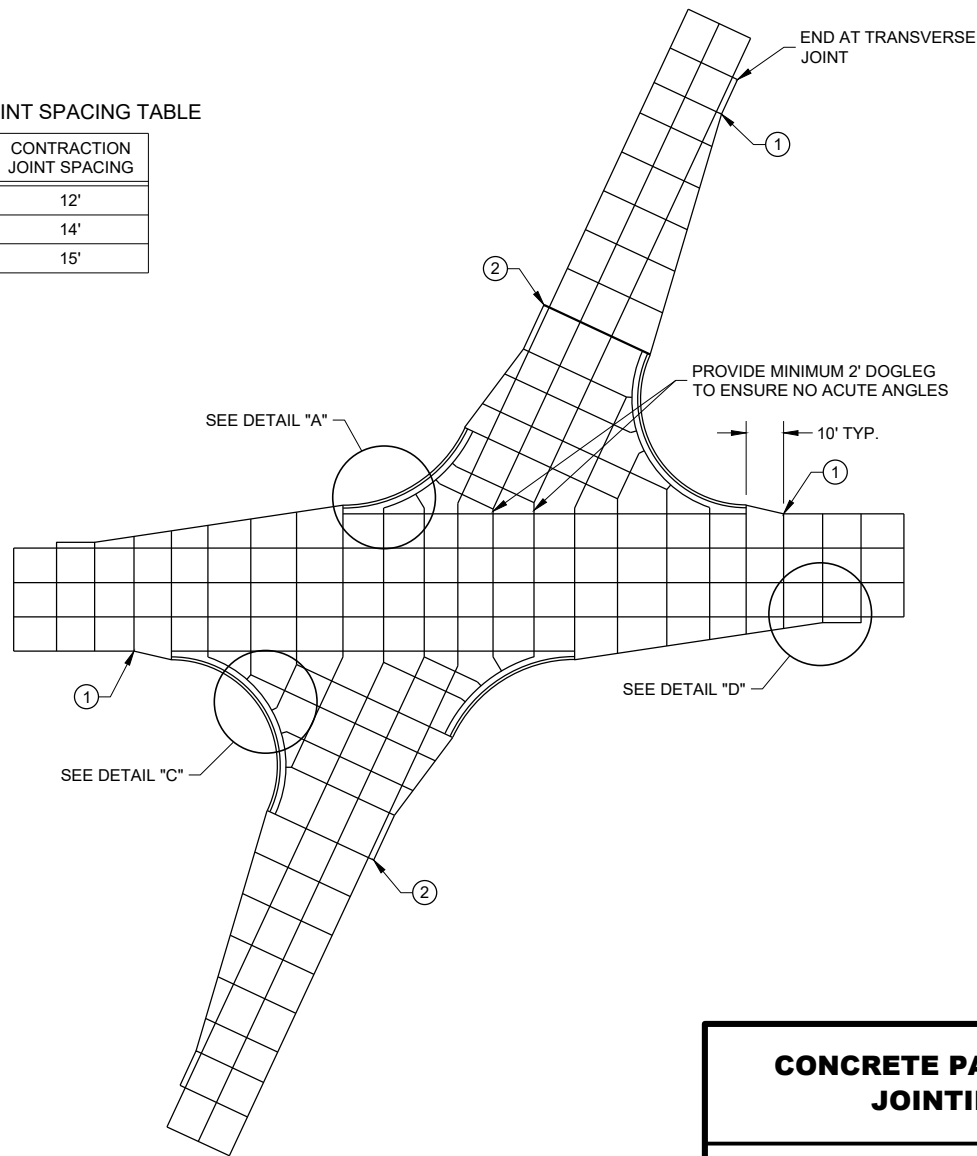 END AT TRANSVERSE
JOINT
INT SPACING TABLE
CONTRACTION
JOINT SPACING
12'
14'
15'
1
2
PROVIDE MINIMUM 2' DOGLEG
TO ENSURE NO ACUTE ANGLES
SEE DETAIL "A"
10' TYP.
1
1
SEE DETAIL "D"
SEE DETAIL "C"
2
CONCRETE PA
JOINTI